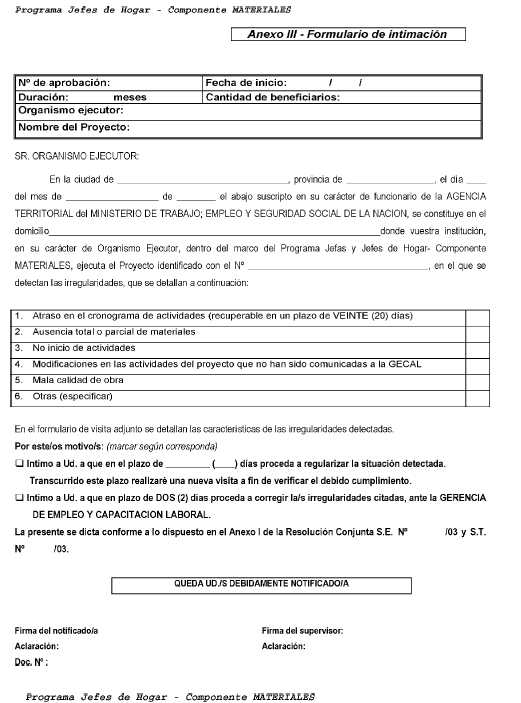 Programa Jefes de Hogar - Componente MATERIALES
Anexo III - Formulario de intimación
Nº de aprobación: Fecha de inicio: / /
Duración: meses Cantidad de beneficiarios:
Organismo ejecutor:
Nombre del Proyecto:
SR. ORGANISMO EJECUTOR:
En la ciudad de ______________________________________, provincia de ____________________, el día ____
del mes de ____________________ de ________ el abajo suscripto en su carácter de funcionario de la AGENCIA
TERRITORIAL del MINISTERIO DE TRABAJO; EMPLEO Y SEGURIDAD SOCIAL DE LA NACION, se constituye en el
domicilio______________________________________________________________________donde vuestra institución,
en su carácter de Organismo Ejecutor, dentro del marco del Programa Jefas y Jefes de Hogar- Componente
MATERIALES, ejecuta el Proyecto identificado con el Nº ______________________________________, en el que se
detectan las irregularidades, que se detallan a continuación:
1. Atraso en el cronograma de actividades (recuperable en un plazo de VEINTE (20) días)
2. Ausencia total o parcial de materiales
3. No inicio de actividades
4. Modificaciones en las actividades del proyecto que no han sido comunicadas a la GECAL
5. Mala calidad de obra
6. Otras (especificar)
En el formulario de visita adjunto se detallan las características de las irregularidades detectadas.
Por este/os motivo/s: (marcar según corresponda)
❑ Intimo a Ud. a que en el plazo de _________ (____) días proceda a regularizar la situación detectada.
Transcurrido este plazo realizaré una nueva visita a fin de verificar el debido cumplimiento.
❑ Intimo a Ud. a que en plazo de DOS (2) días proceda a corregir la/s irregularidades citadas, ante la GERENCIA
DE EMPLEO Y CAPACITACION LABORAL.
La presente se dicta conforme a lo dispuesto en el Anexo I de la Resolución Conjunta S.E. Nº /03 y S.T.
Nº /03.
QUEDA UD./S DEBIDAMENTE NOTIFICADO/A
Firma del notificado/a Firma del supervisor:
Aclaración: Aclaración:
Doc. Nº :
Programa Jefes de Hogar - Componente MATERIALES